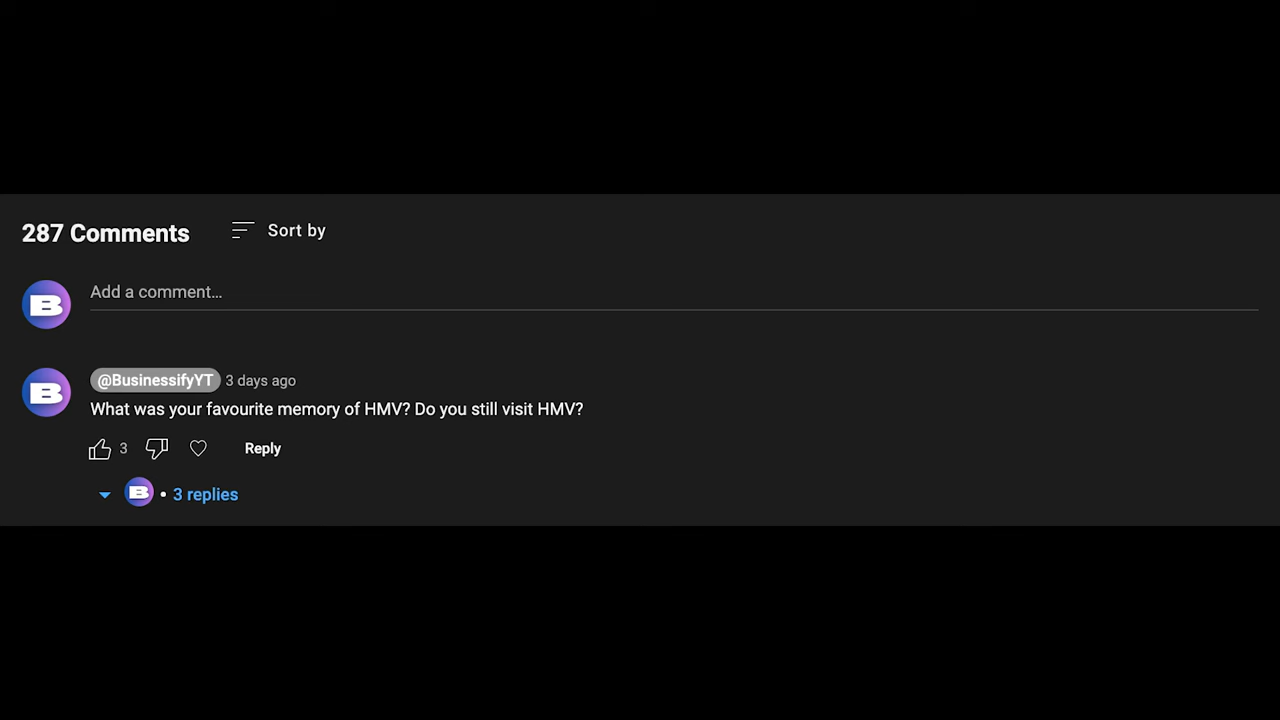 287 Comments
Sort by
B
Add a comment...
B
@BusinessifyYT 3 days ago
What was your favourite memory of HMV? Do you still visit HMV?
3
Reply
B • 3 replies